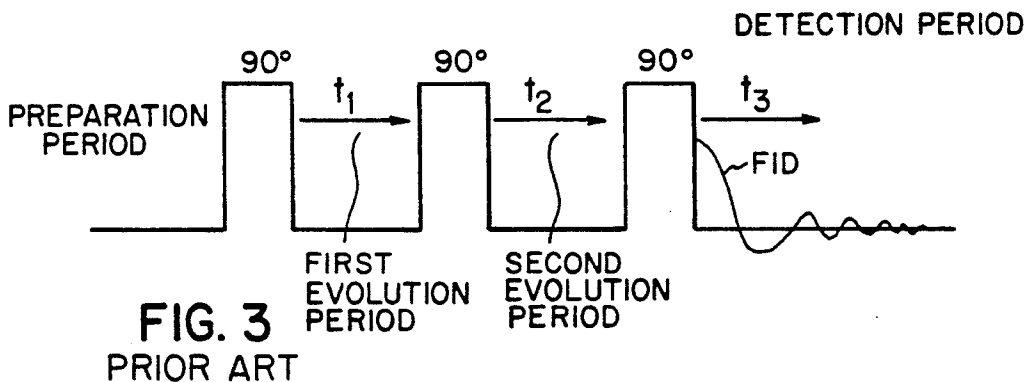 DETECTION PERIOD
90° 90° 90°
t1 t2 t3
PREPARATION
PERIOD
FID
FIRST
EVOLUTION
PERIOD
SECOND
EVOLUTION
PERIOD
FIG. 3
PRIOR ART